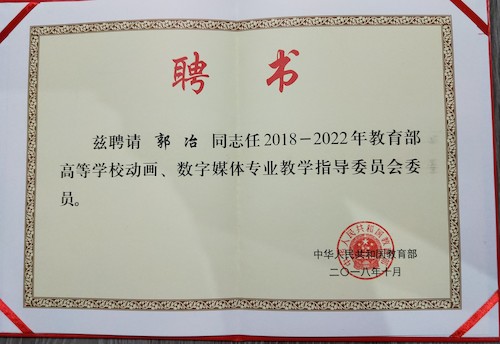 聘 书
兹聘请 郭 冶 同志任2018-2022年教育部
高等学校动画、数字媒体专业教学指导委员会委
员。
中华人民共和国教育部
二〇一八年十月